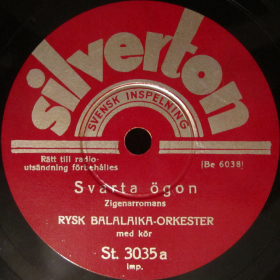 silverton
SVENSK INSPELNING
Rätt till radio-
utsändning förbehålles
(Be 6038)
Svarta ögon
Zigenarromans
RYSK BALALAIKA-ORKESTER
med kör
St. 3035 a
Imp.